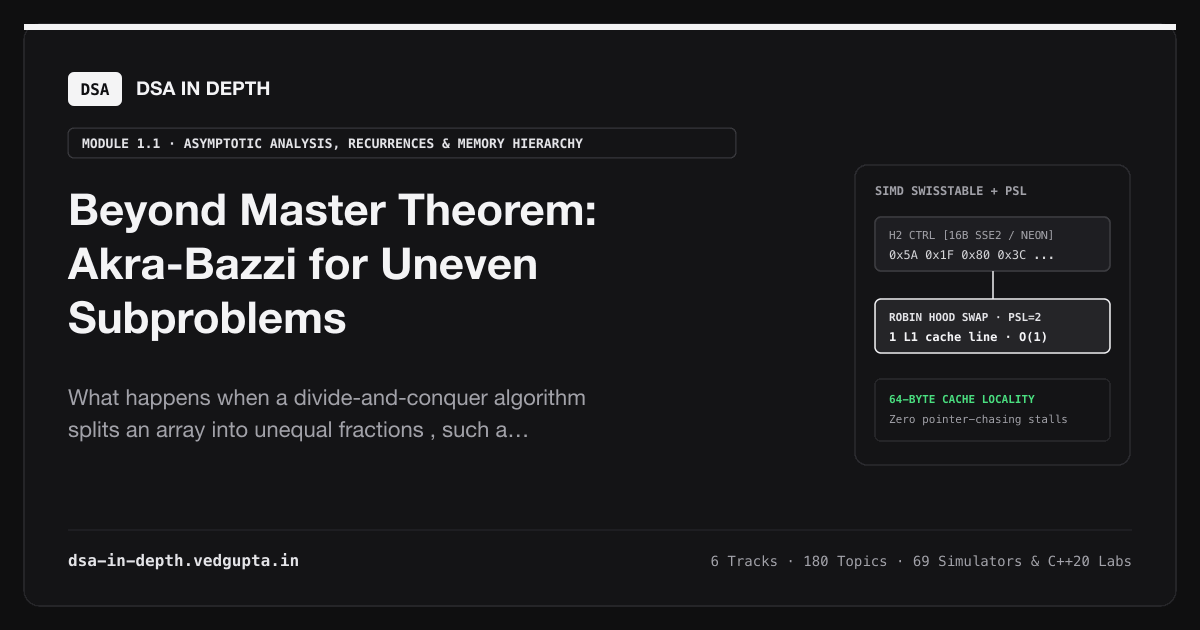 DSA
DSA IN DEPTH
MODULE 1.1 · ASYMPTOTIC ANALYSIS, RECURRENCES & MEMORY HIERARCHY
Beyond Master Theorem:
Akra-Bazzi for Uneven
Subproblems
What happens when a divide-and-conquer algorithm
splits an array into unequal fractions , such a…
SIMD SWISSTABLE + PSL
H2 CTRL [16B SSE2 / NEON]
0x5A 0x1F 0x80 0x3C ...
ROBIN HOOD SWAP · PSL=2
1 L1 cache line · O(1)
64-BYTE CACHE LOCALITY
Zero pointer-chasing stalls
dsa-in-depth.vedgupta.in
6 Tracks · 180 Topics · 69 Simulators & C++20 Labs